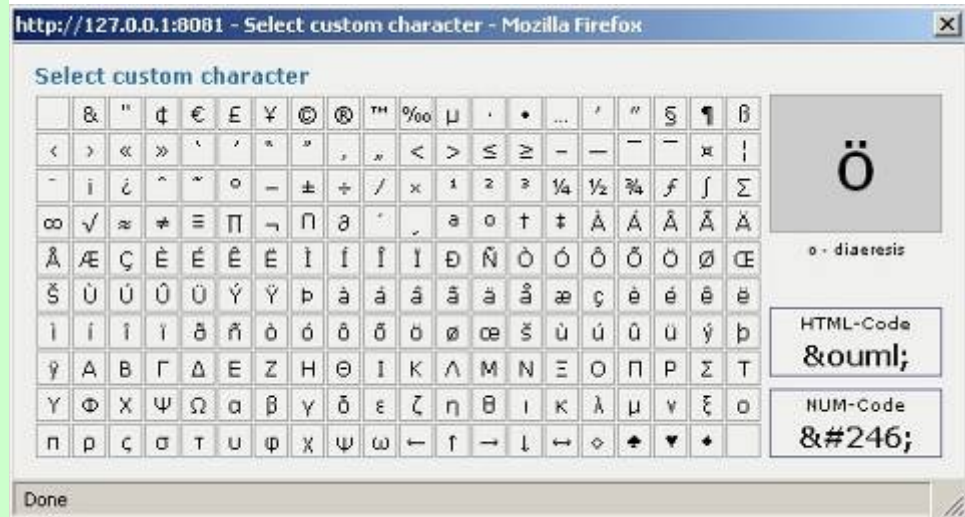 http://127.0.0.1:8081 - Select custom character - Mozilla Firefox
Select custom character
& " ¢ € £ ¥ © ® ™ ‰ µ · • … ′ ″ § ¶ ß
‹ › « » ‘ ’ “ ” ‚ „ < > ≤ ≥ – — ¯ ‾ ¤ ¦
¨ ¡ ¿ ˆ ˜ ° − ± ÷ ⁄ × ¹ ² ³ ¼ ½ ¾ ƒ ∫ ∑
∞ √ ≈ ≠ ≡ ∏ ¬ ∩ ∂ ´ ¸ ª º † ‡ À Á Â Ã Ä
Å Æ Ç È É Ê Ë Ì Í Î Ï Ð Ñ Ò Ó Ô Õ Ö Ø Œ
Š Ù Ú Û Ü Ý Ÿ Þ à á â ã ä å æ ç è é ê ë
ì í î ï ð ñ ò ó ô õ ö ø œ š ù ú û ü ý þ
ÿ Α Β Γ Δ Ε Ζ Η Θ Ι Κ Λ Μ Ν Ξ Ο Π Ρ Σ Τ
Υ Φ Χ Ψ Ω α β γ δ ε ζ η θ ι κ λ μ ν ξ ο
π ρ ς σ τ υ φ χ ψ ω ← ↑ → ↓ ↔ ◊ ♠ ♥ ♦
ö
o - diaeresis
HTML-Code
&ouml;
NUM-Code
&#246;
Done